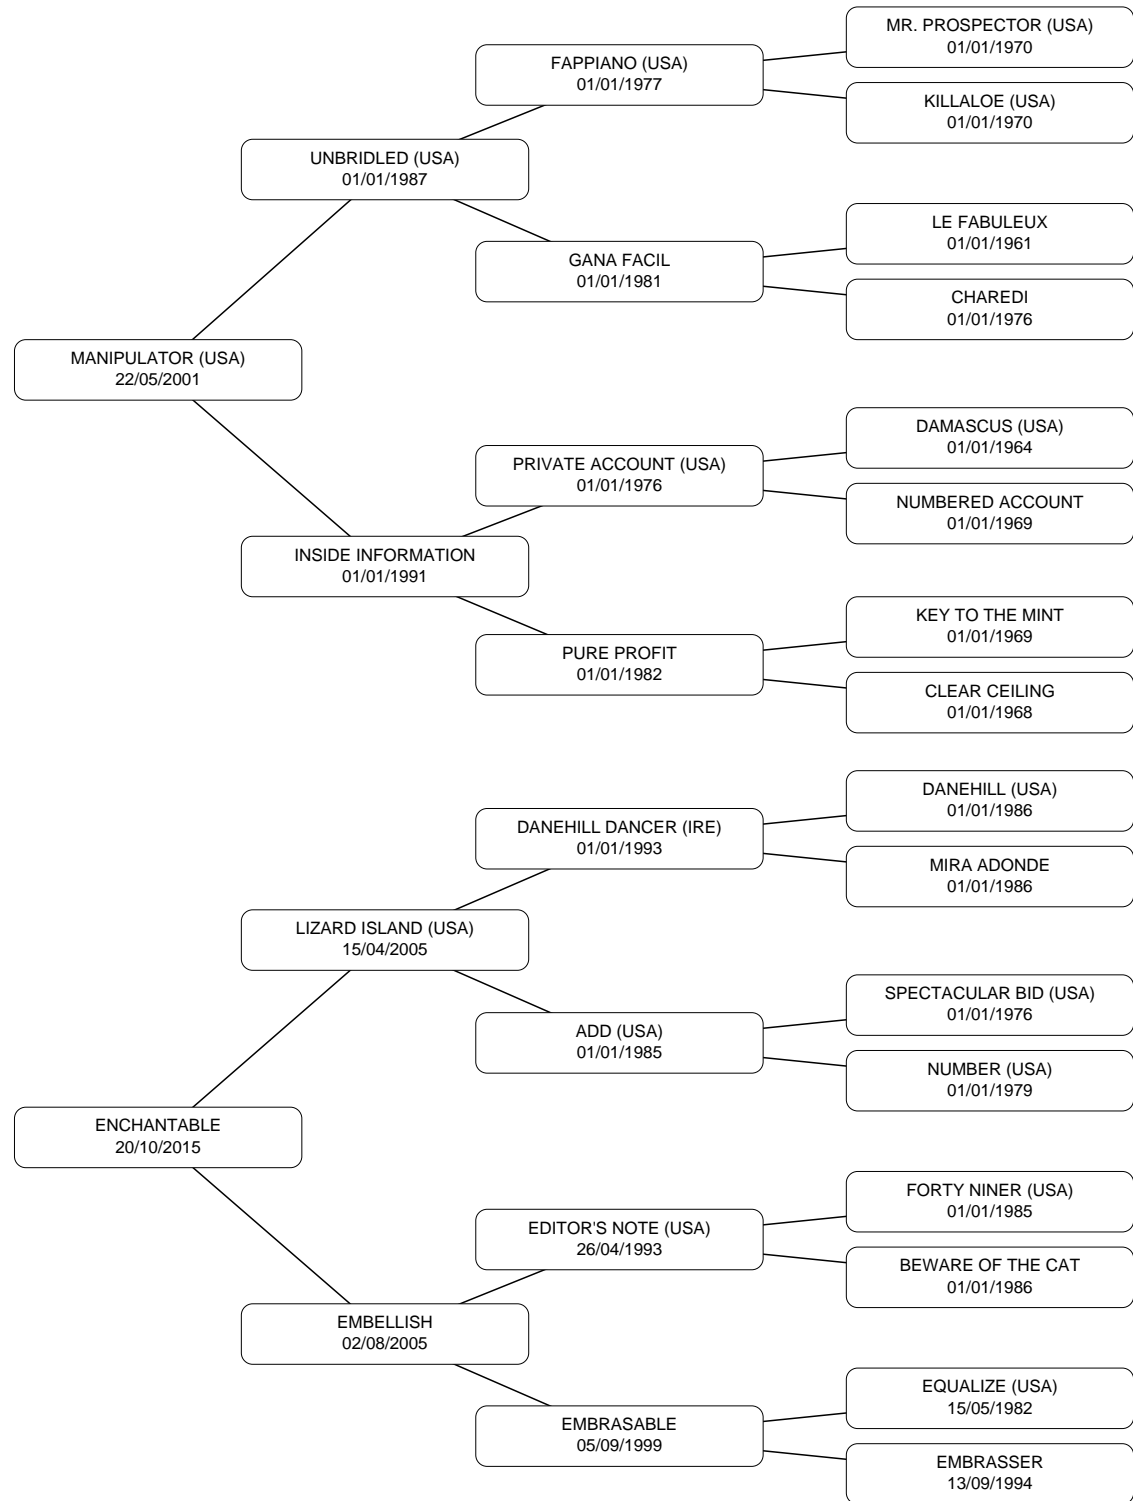 MR. PROSPECTOR (USA)
01/01/1970
FAPPIANO (USA)
01/01/1977
KILLALOE (USA)
01/01/1970
UNBRIDLED (USA)
01/01/1987
LE FABULEUX
01/01/1961
GANA FACIL
01/01/1981
CHAREDI
01/01/1976
MANIPULATOR (USA)
22/05/2001
DAMASCUS (USA)
01/01/1964
PRIVATE ACCOUNT (USA)
01/01/1976
NUMBERED ACCOUNT
01/01/1969
INSIDE INFORMATION
01/01/1991
KEY TO THE MINT
01/01/1969
PURE PROFIT
01/01/1982
CLEAR CEILING
01/01/1968
DANEHILL (USA)
01/01/1986
DANEHILL DANCER (IRE)
01/01/1993
MIRA ADONDE
01/01/1986
LIZARD ISLAND (USA)
15/04/2005
SPECTACULAR BID (USA)
01/01/1976
ADD (USA)
01/01/1985
NUMBER (USA)
01/01/1979
ENCHANTABLE
20/10/2015
FORTY NINER (USA)
01/01/1985
EDITOR'S NOTE (USA)
26/04/1993
BEWARE OF THE CAT
01/01/1986
EMBELLISH
02/08/2005
EQUALIZE (USA)
15/05/1982
EMBRASABLE
05/09/1999
EMBRASSER
13/09/1994